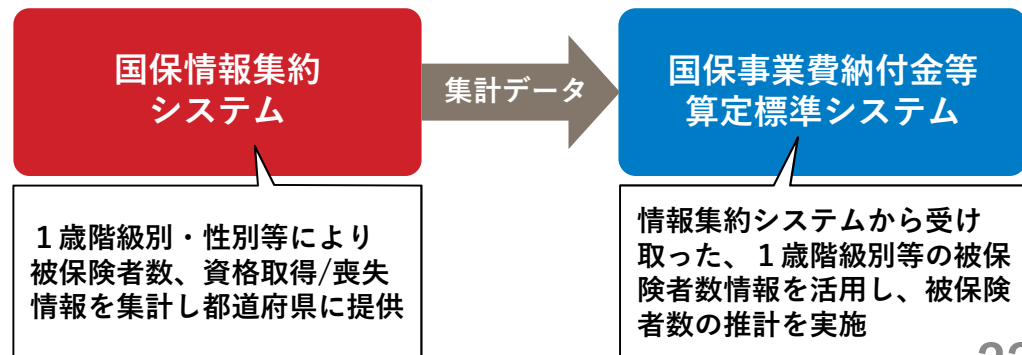 国保情報集約
システム
集計データ
国保事業費納付金等
算定標準システム
１歳階級別・性別等により
被保険者数、資格取得/喪失
情報を集計し都道府県に提供
情報集約システムから受け
取った、１歳階級別等の被保
険者数情報を活用し、被保険
者数の推計を実施